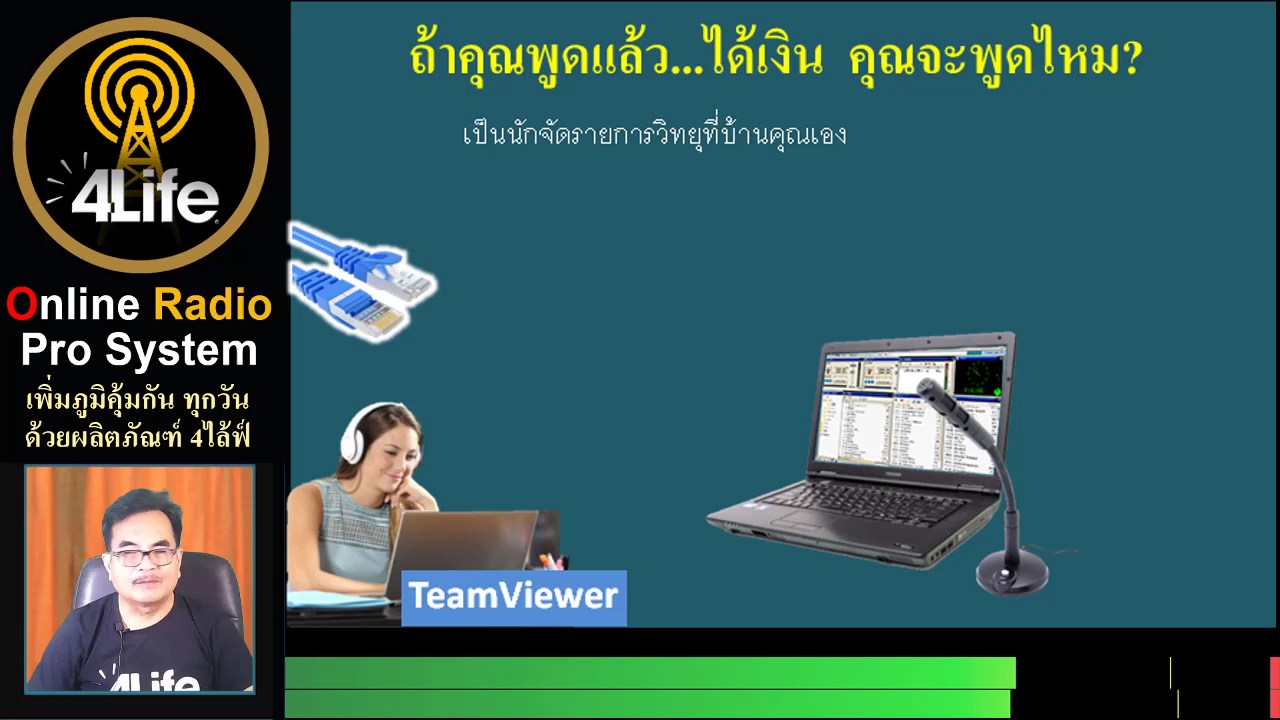 4Life
Online Radio
Pro System
เพิ่มภูมิคุ้มกัน ทุกวัน
ด้วยผลิตภัณฑ์ 4ไล้ฟ์
4Life
ถ้าคุณพูดแล้ว...ได้เงิน คุณจะพูดไหม?
เป็นนักจัดรายการวิทยุที่บ้านคุณเอง
TeamViewer